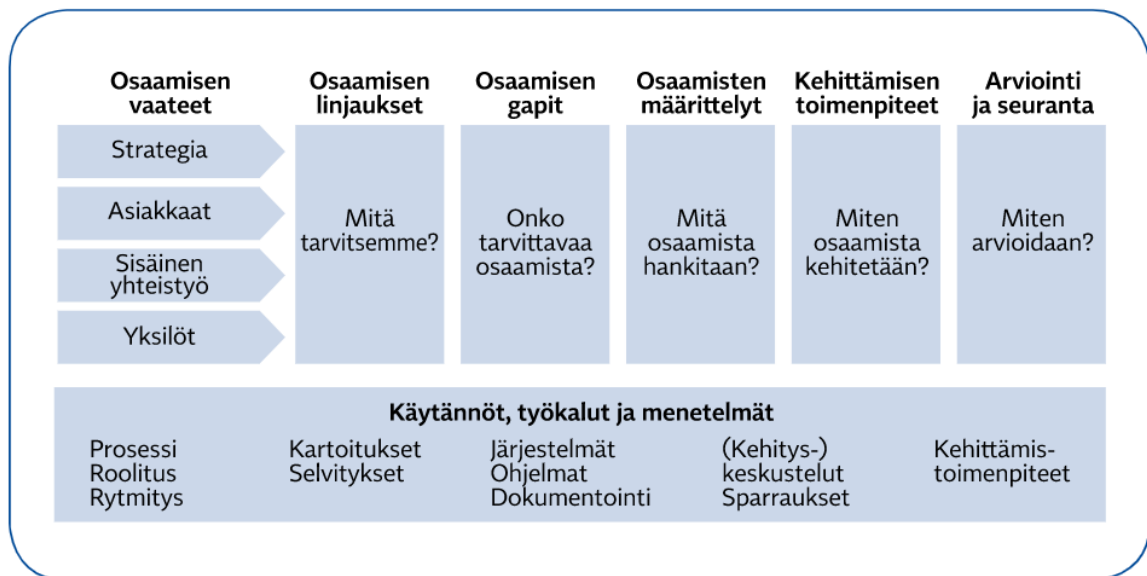 Osaamisen
vaateet
Osaamisen
linjaukset
Osaamisen
gapit
Osaamisten
määrittelyt
Kehittämisen
toimenpiteet
Arviointi
ja seuranta
Strategia
Asiakkaat
Sisäinen
yhteistyö
Yksilöt
Mitä
tarvitsemme?
Onko
tarvittavaa
osaamista?
Mitä
osaamista
hankitaan?
Miten
osaamista
kehitetään?
Miten
arvioidaan?
Käytännöt, työkalut ja menetelmät
Prosessi
Roolitus
Rytmitys
Kartoitukset
Selvitykset
Järjestelmät
Ohjelmat
Dokumentointi
(Kehitys-)
keskustelut
Sparraukset
Kehittämis-
toimenpiteet